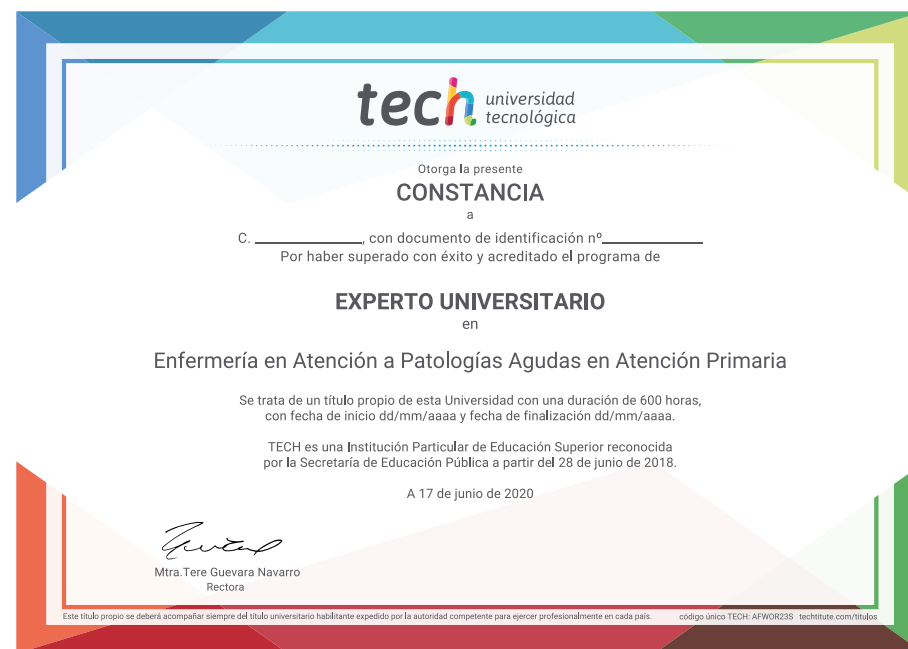 tech universidad
tecnológica
Otorga la presente
CONSTANCIA
a
C. ____________, con documento de identificación nº____________
Por haber superado con éxito y acreditado el programa de
EXPERTO UNIVERSITARIO
en
Enfermería en Atención a Patologías Agudas en Atención Primaria
Se trata de un título propio de esta Universidad con una duración de 600 horas,
con fecha de inicio dd/mm/aaaa y fecha de finalización dd/mm/aaaa.
TECH es una Institución Particular de Educación Superior reconocida
por la Secretaría de Educación Pública a partir del 28 de junio de 2018.
A 17 de junio de 2020
Mtra.Tere Guevara Navarro
Rectora
Este título propio se deberá acompañar siempre del título universitario habilitante expedido por la autoridad competente para ejercer profesionalmente en cada país. código único TECH: AFWOR23S techtitute.com/titulos